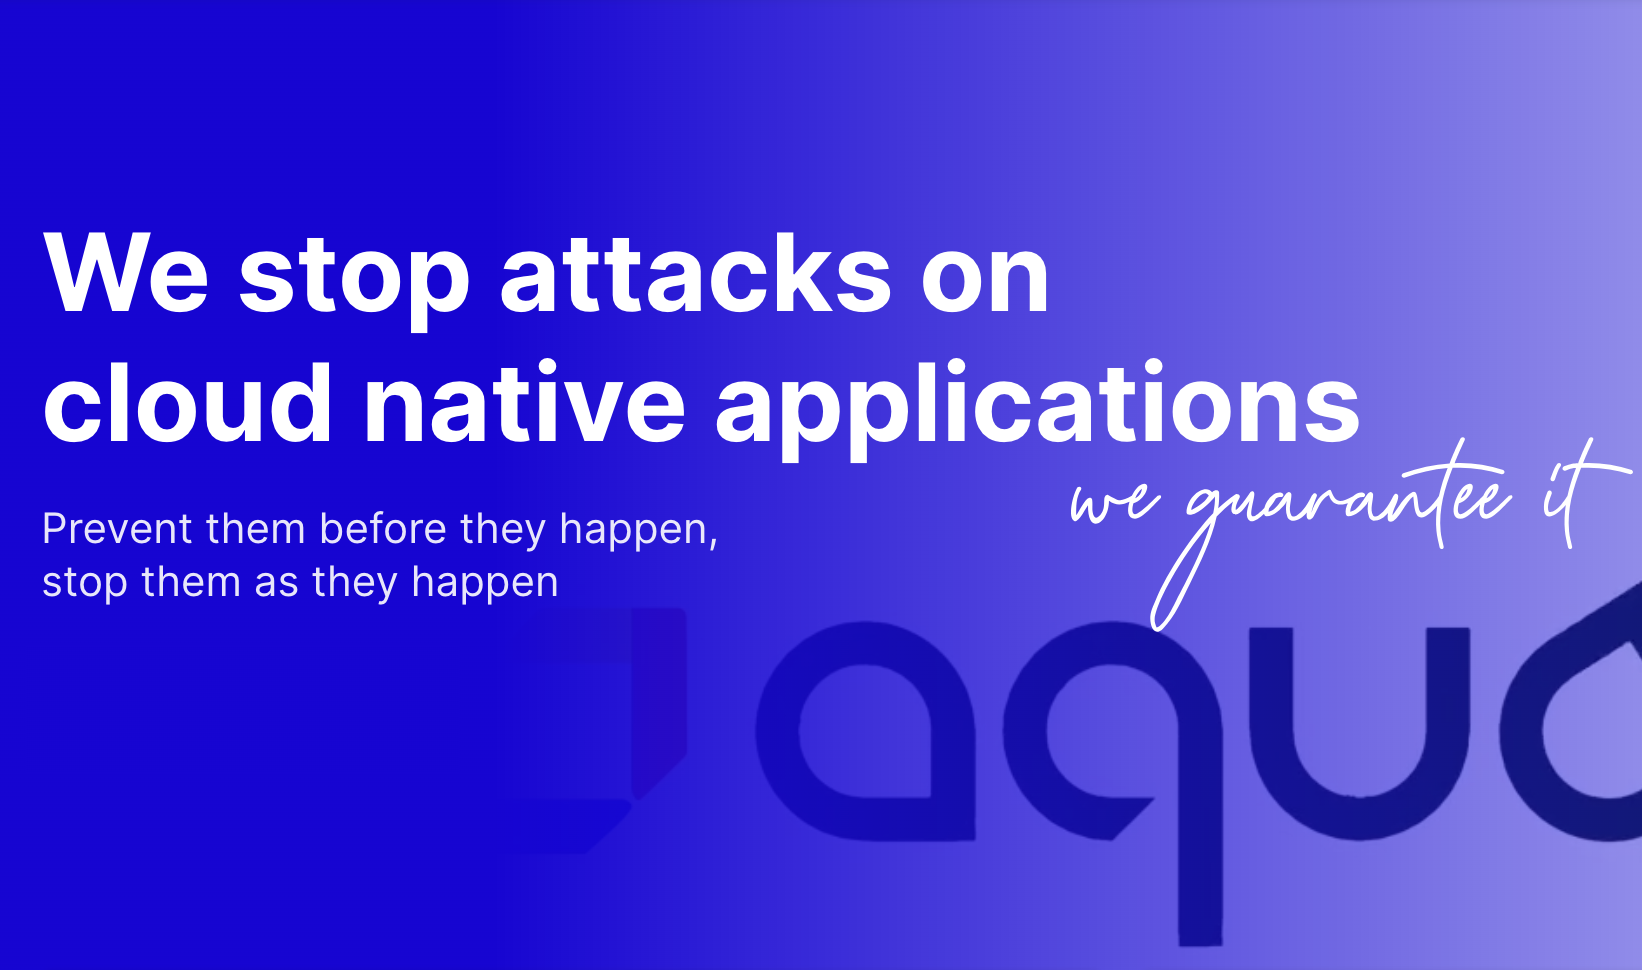 We stop attacks on
cloud native applications
we guarantee it
Prevent them before they happen,
stop them as they happen
aqua